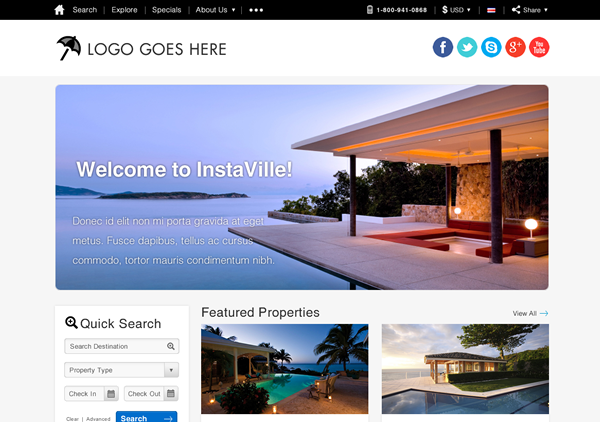 Search Explore Specials About Us 1-800-941-0868 $ USD Share
LOGO GOES HERE
f g+ You Tube
Welcome to InstaVille!
Donec id elit non mi porta gravida at eget
metus. Fusce dapibus, tellus ac cursus
commodo, tortor mauris condimentum nibh.
Quick Search
Search Destination
Property Type
Check In Check Out
Clear | Advanced Search
Featured Properties View All